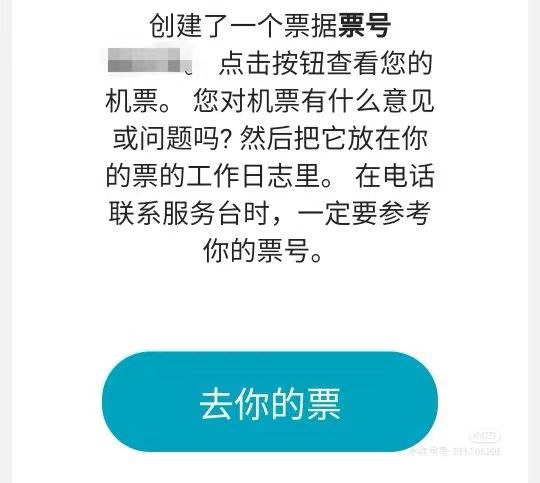 创建了一个票据票号
。 点击按钮查看您的
机票。 您对机票有什么意见
或问题吗? 然后把它放在你
的票的工作日志里。 在电话
联系服务台时，一定要参考
你的票号。
去你的票
小红书